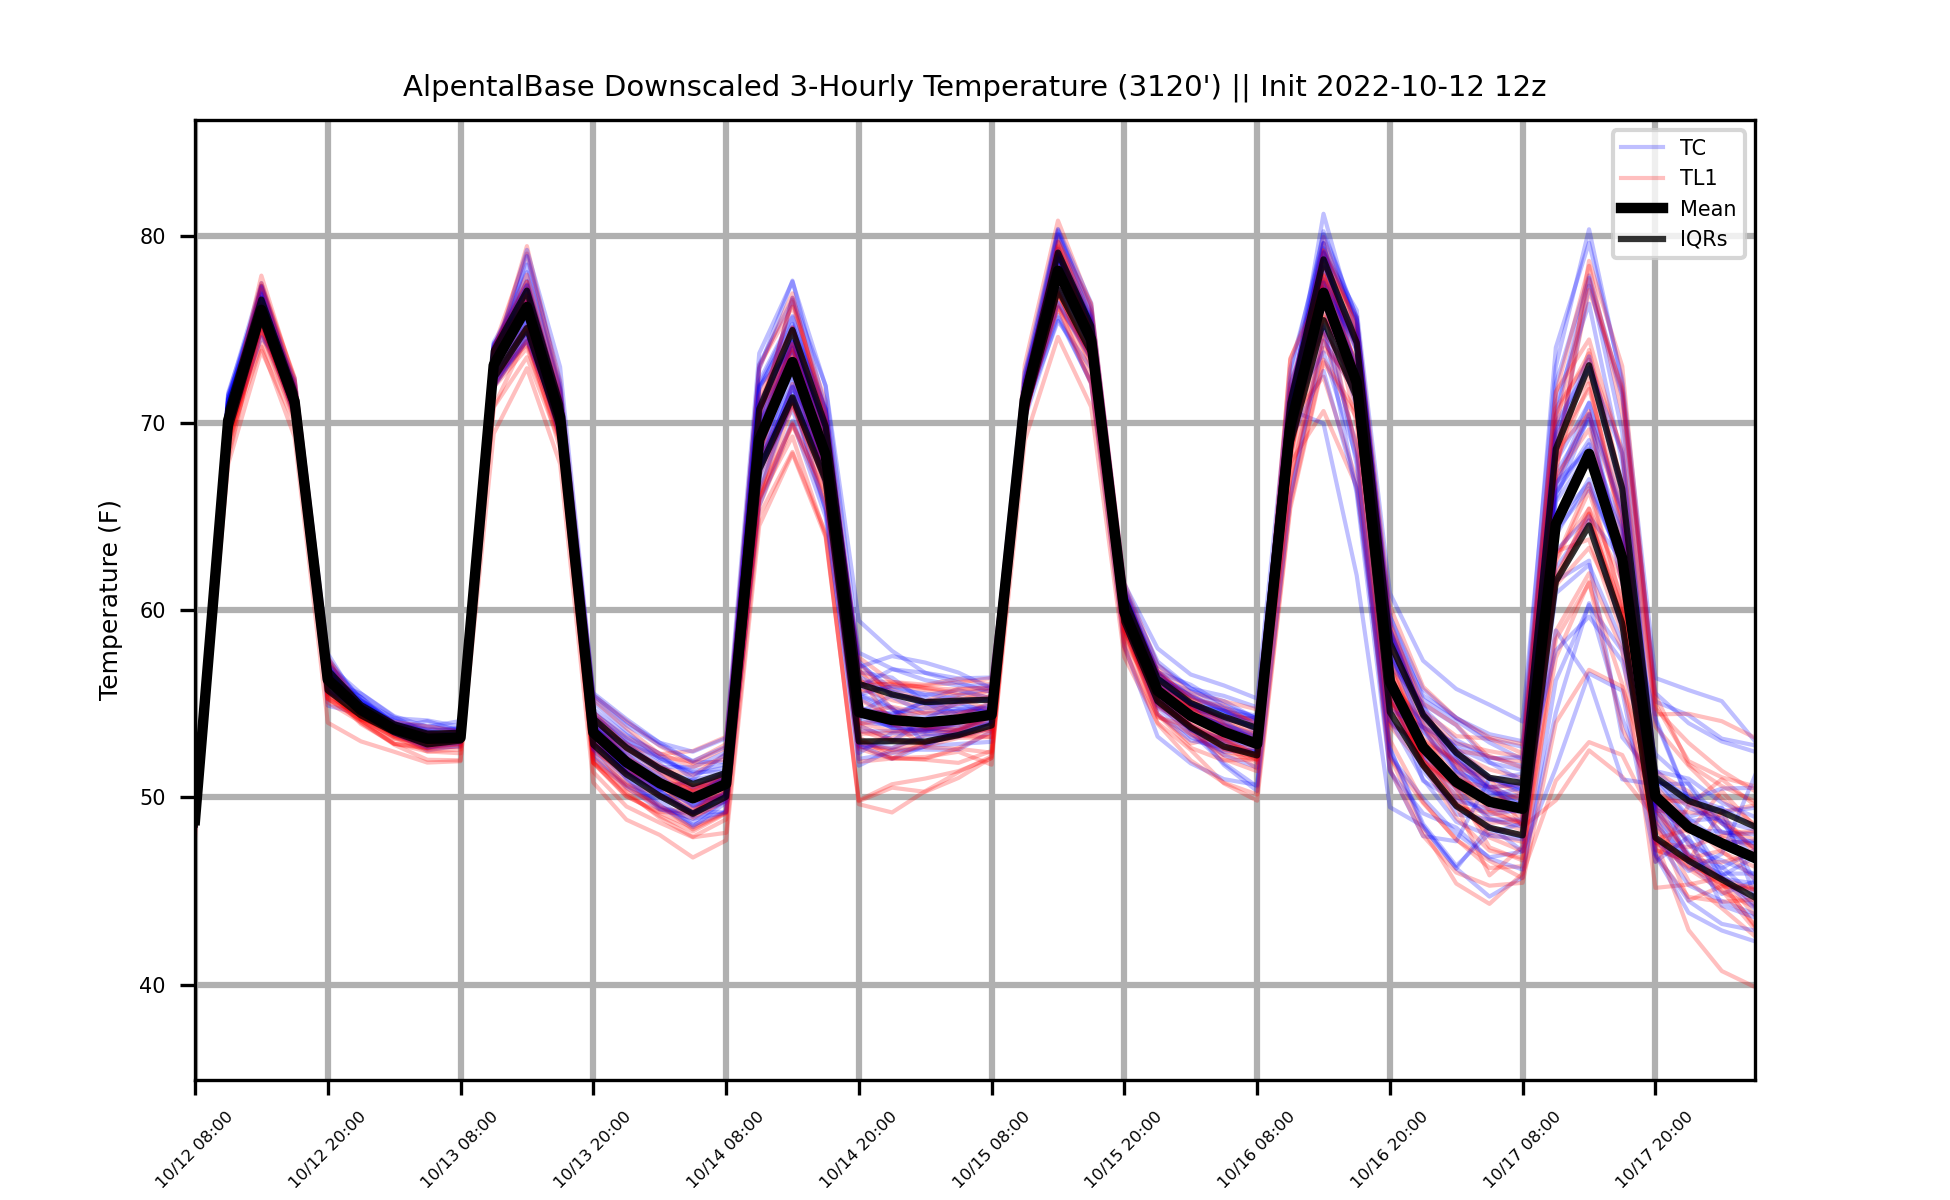 AlpentalBase Downscaled 3-Hourly Temperature (3120') || Init 2022-10-12 12z
TC
TL1
Mean
IQRs
Temperature (F)
80
70
60
50
40
10/12 08:00
10/12 20:00
10/13 08:00
10/13 20:00
10/14 08:00
10/14 20:00
10/15 08:00
10/15 20:00
10/16 08:00
10/16 20:00
10/17 08:00
10/17 20:00